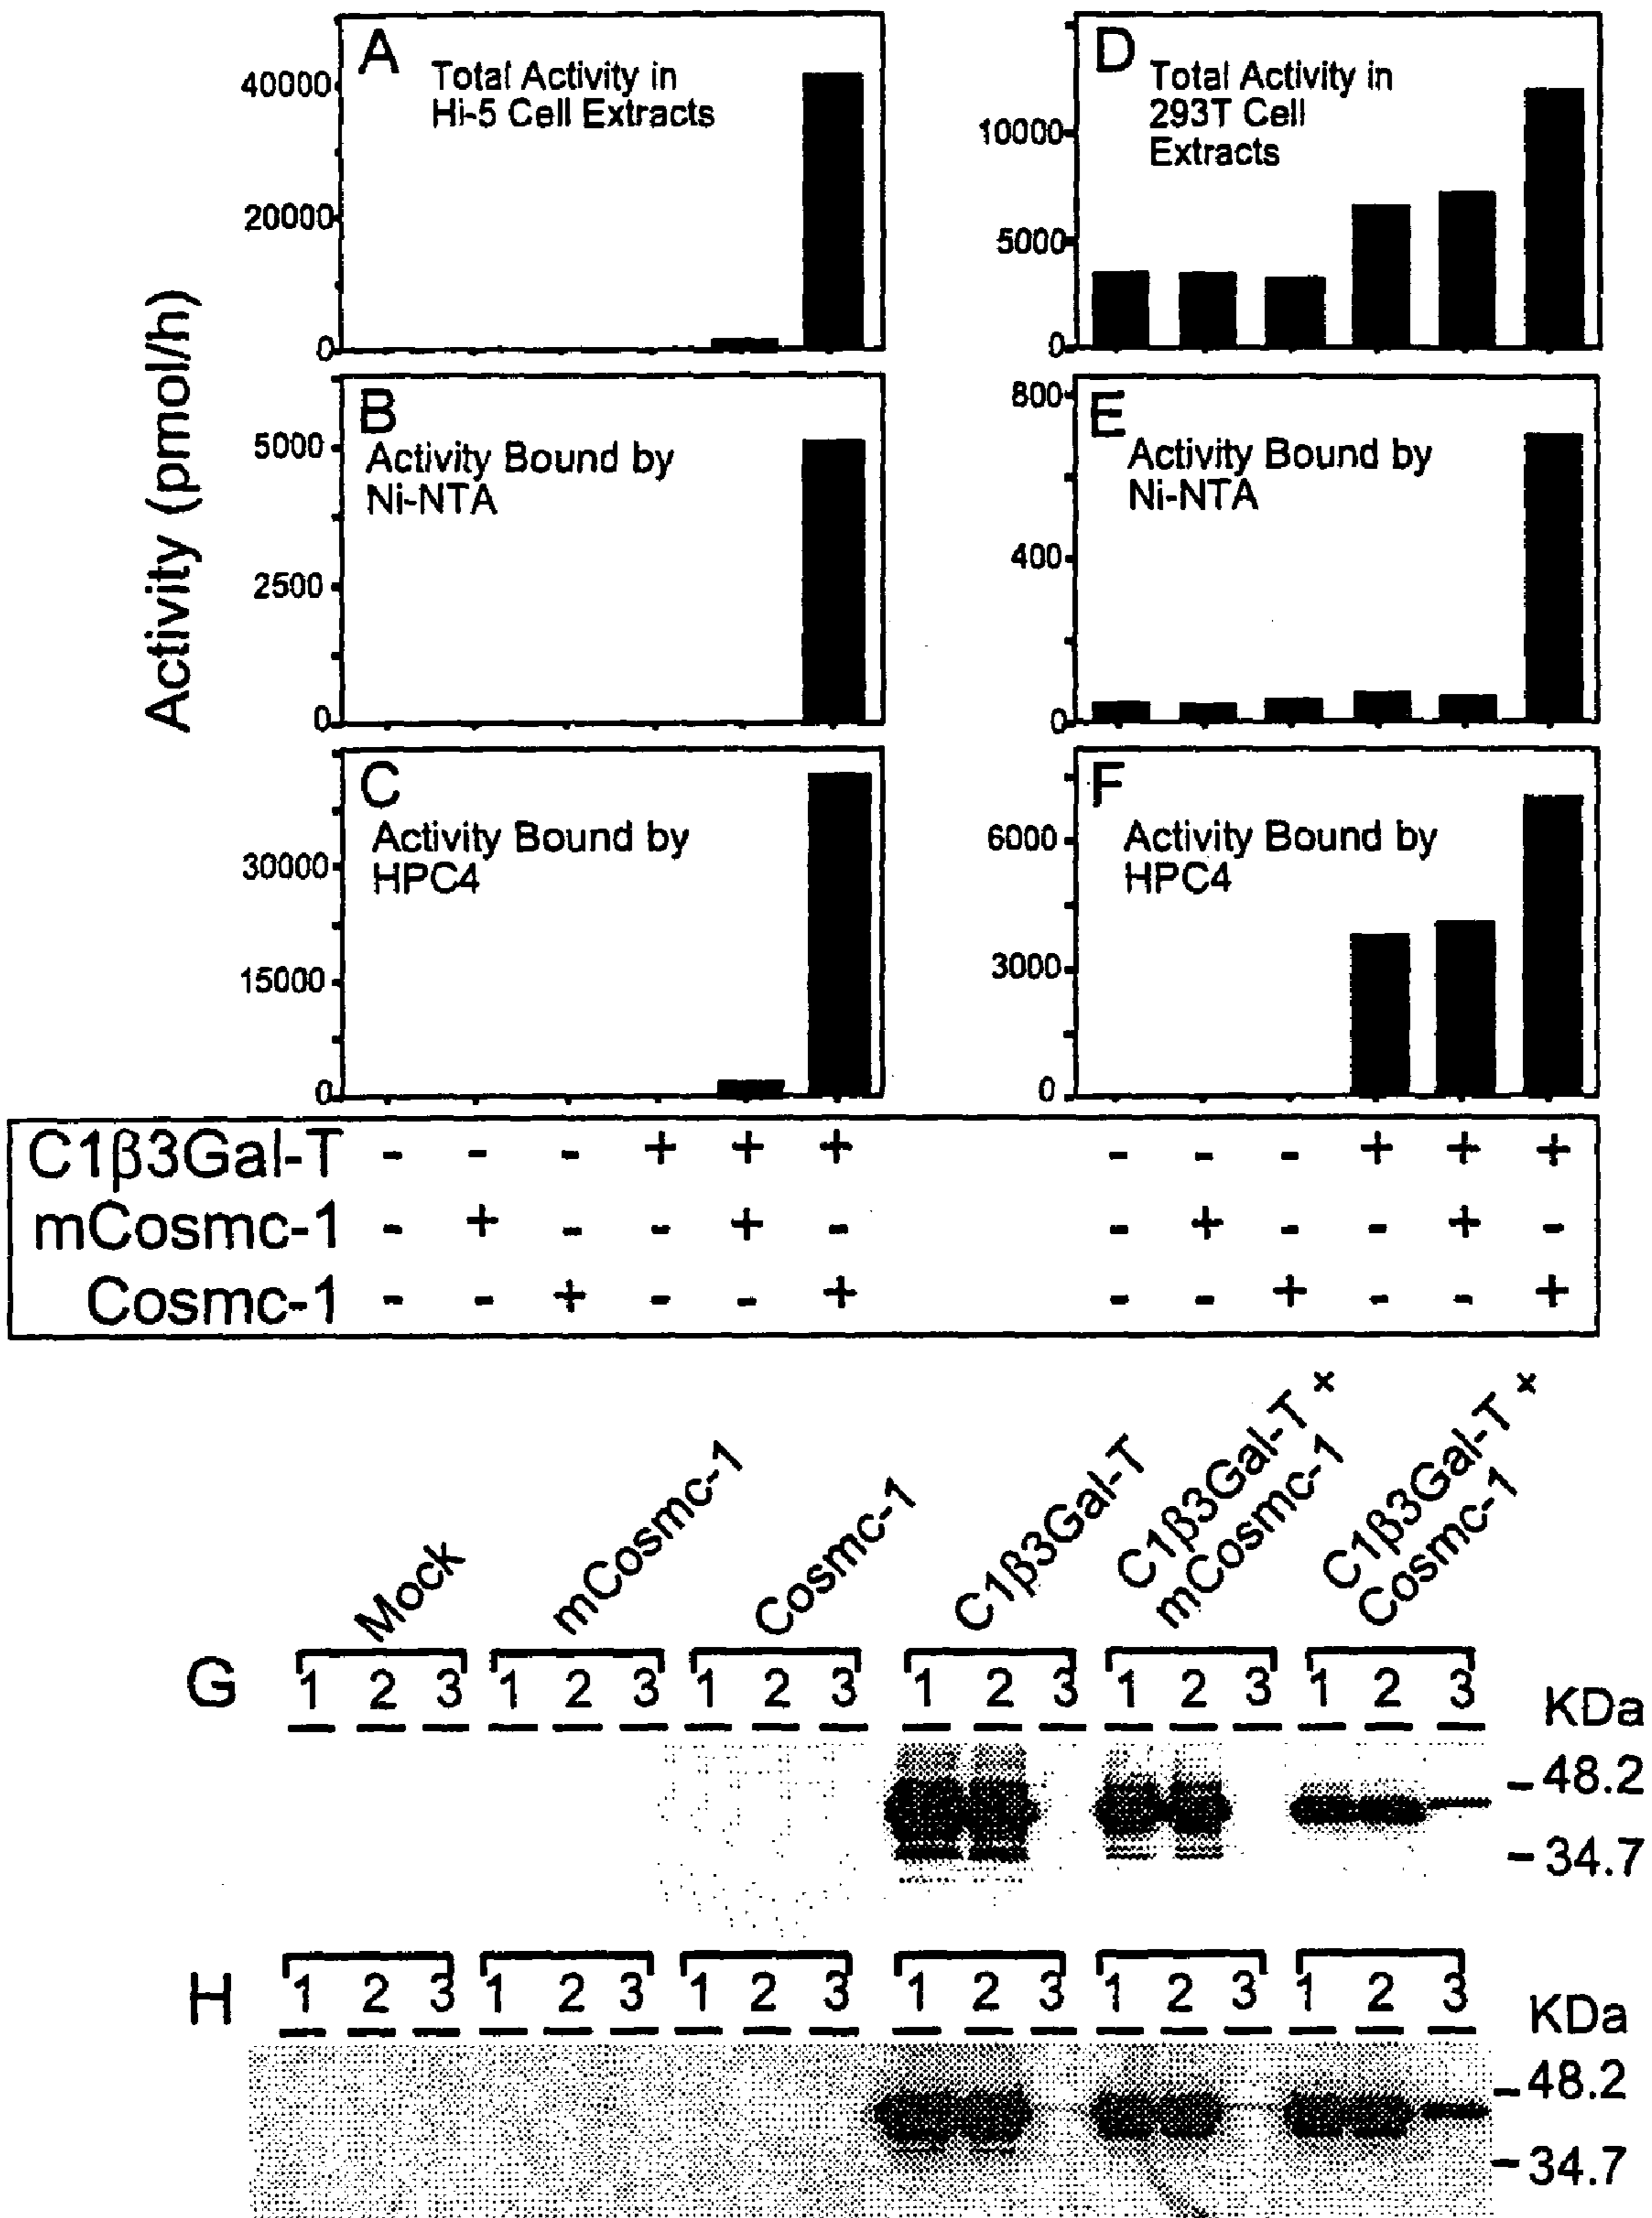 A
Total Activity in
Hi-5 Cell Extracts
40000
20000
0
D
Total Activity in
293T Cell
Extracts
10000
5000
0
Activity (pmol/h)
B
Activity Bound by
Ni-NTA
5000
2500
0
E
Activity Bound by
Ni-NTA
800
400
0
C
Activity Bound by
HPC4
30000
15000
0
F
Activity Bound by
HPC4
6000
3000
0
C1β3Gal-T - - - + + + - - - + + +
mCosmc-1 - + - - + - - + - - + -
Cosmc-1 - - + - - + - - + - - +
Mock
mCosmc-1
Cosmc-1
C1β3Gal-T
C1β3Gal-T x
mCosmc-1
C1β3Gal-T x
Cosmc-1
G 1 2 3 1 2 3 1 2 3 1 2 3 1 2 3 1 2 3 KDa
48.2
34.7
H 1 2 3 1 2 3 1 2 3 1 2 3 1 2 3 1 2 3 KDa
48.2
34.7